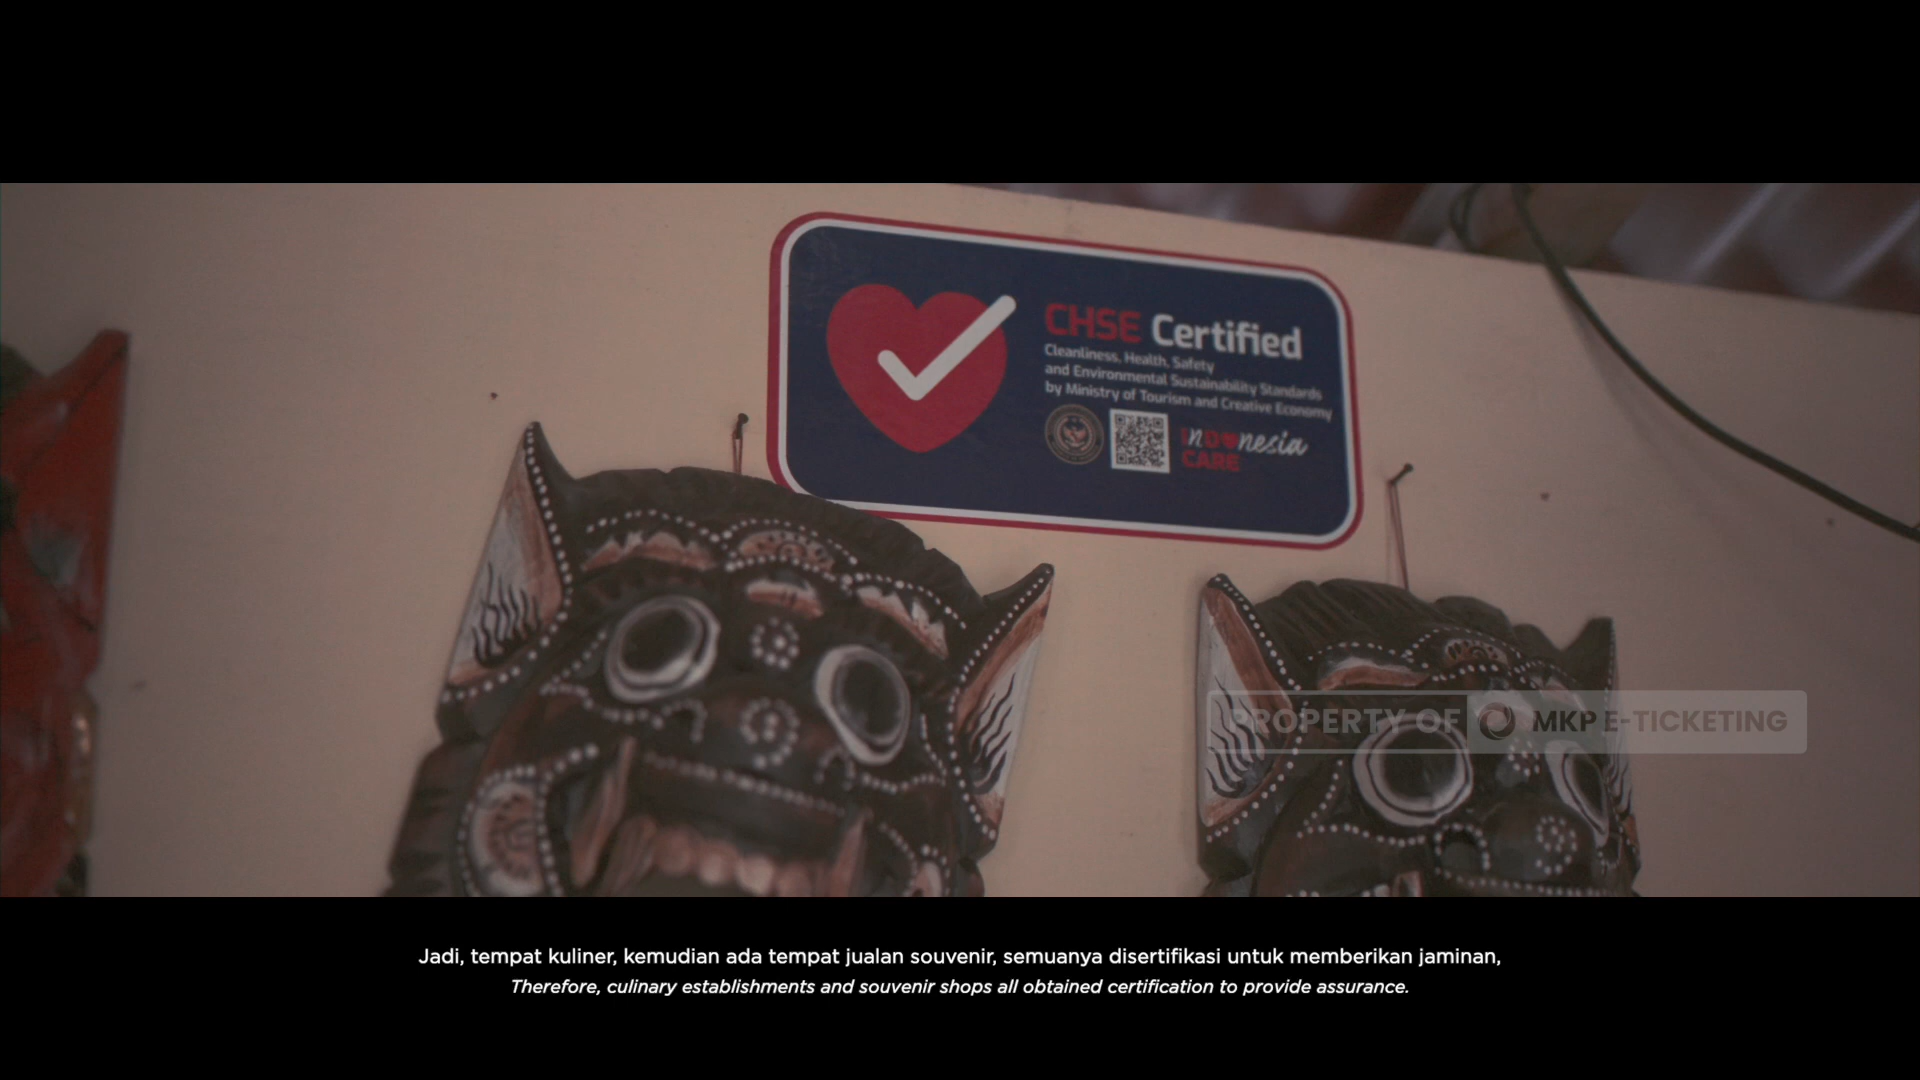 CHSE Certified
Cleanliness, Health, Safety
and Environmental Sustainability Standards
by Ministry of Tourism and Creative Economy
iNDOnesia
CARE
PROPERTY OF MKP E-TICKETING
Jadi, tempat kuliner, kemudian ada tempat jualan souvenir, semuanya disertifikasi untuk memberikan jaminan,
Therefore, culinary establishments and souvenir shops all obtained certification to provide assurance.